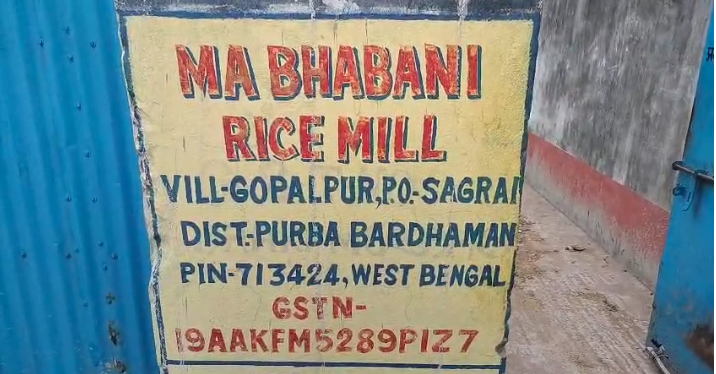 MA BHABANI
RICE MILL
VILL-GOPALPUR,P.O.-SAGRAI
DIST.-PURBA BARDHAMAN
PIN-713424,WEST BENGAL
GSTN-
19AAKFM5289P1Z7